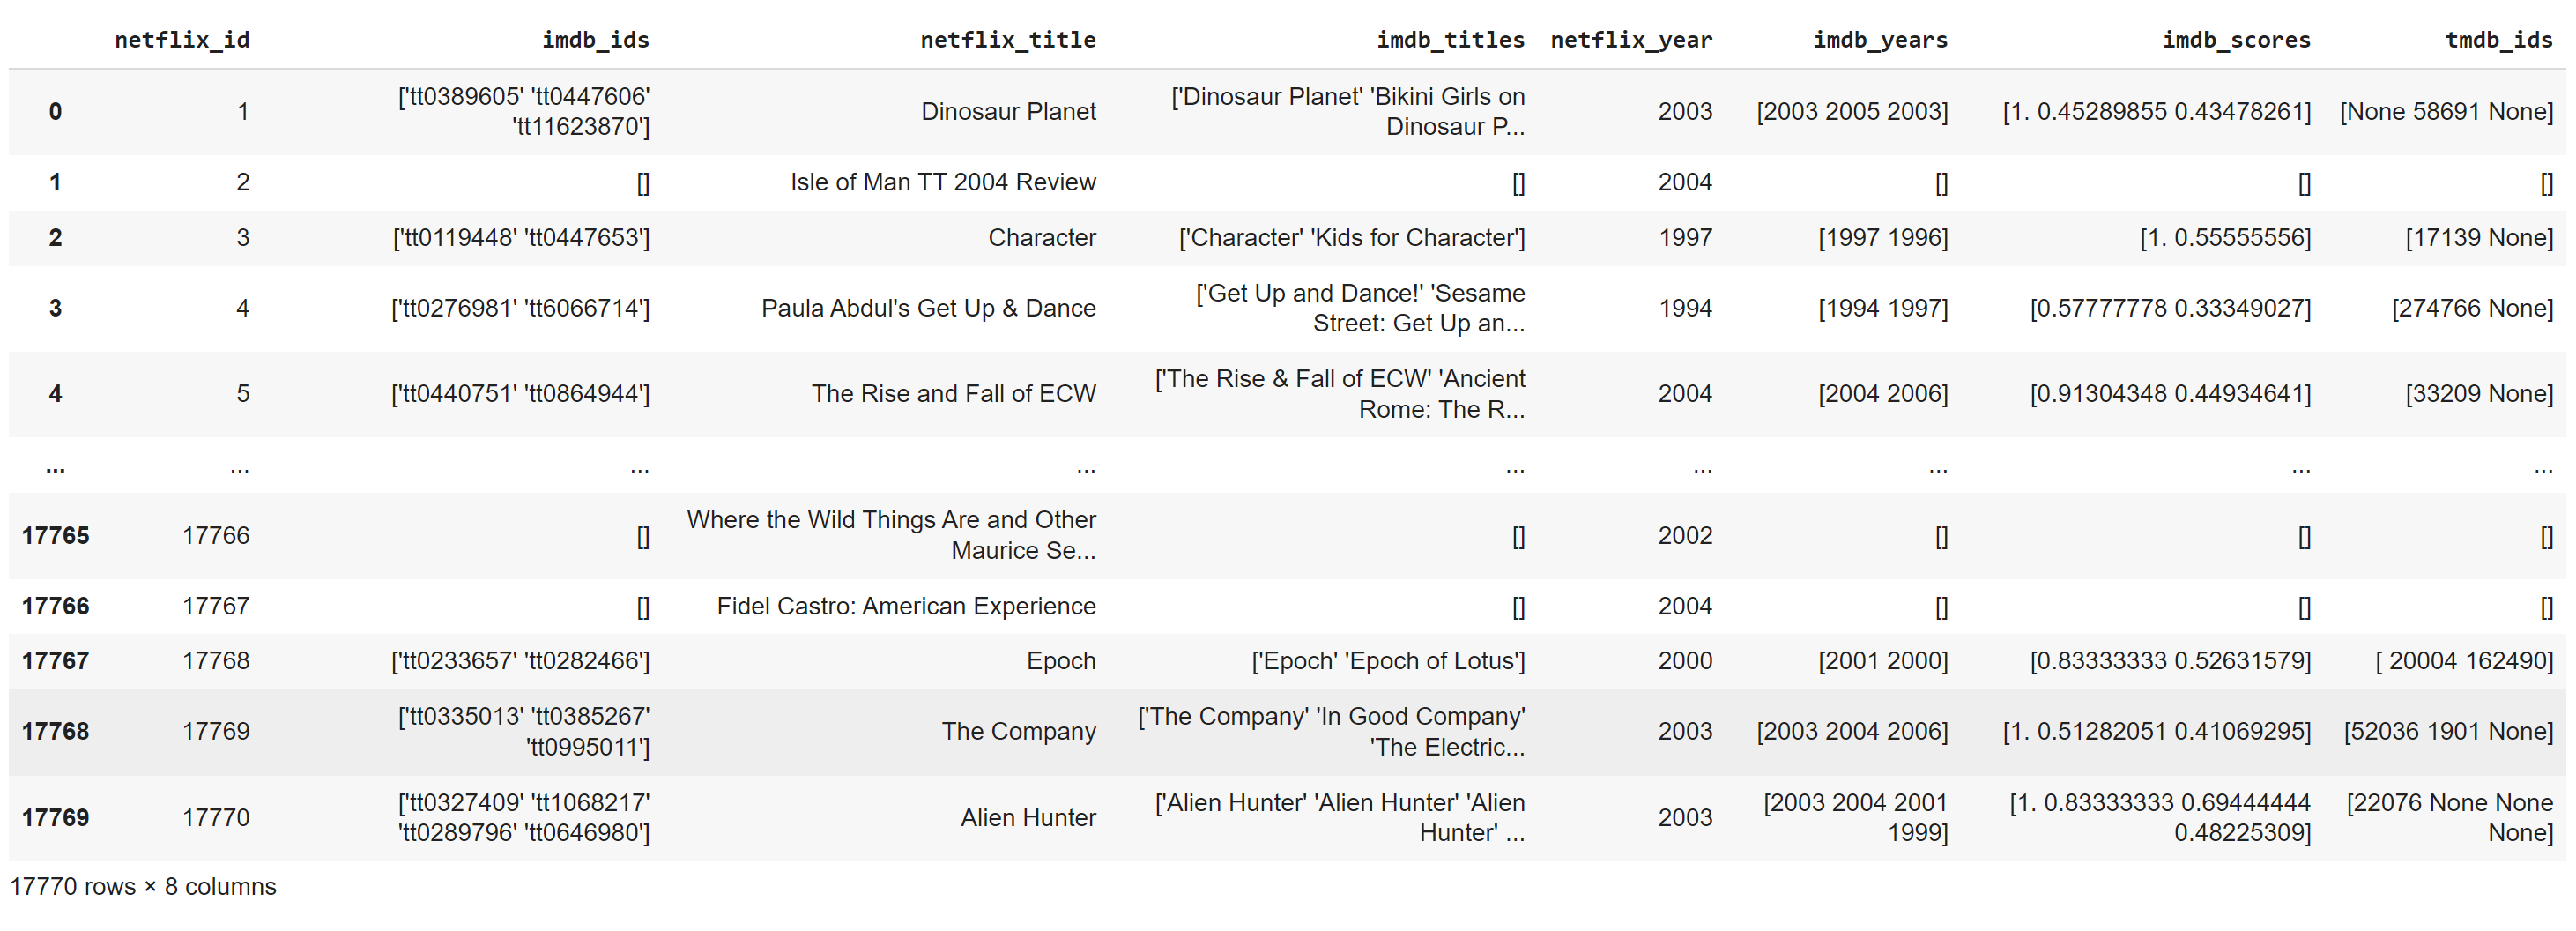 netflix_id imdb_ids netflix_title imdb_titles netflix_year imdb_years imdb_scores tmdb_ids
0 1 ['tt0389605' 'tt0447606' 'tt11623870'] Dinosaur Planet ['Dinosaur Planet' 'Bikini Girls on Dinosaur P... 2003 [2003 2005 2003] [1. 0.45289855 0.43478261] [None 58691 None]
1 2 [] Isle of Man TT 2004 Review [] 2004 [] [] []
2 3 ['tt0119448' 'tt0447653'] Character ['Character' 'Kids for Character'] 1997 [1997 1996] [1. 0.55555556] [17139 None]
3 4 ['tt0276981' 'tt6066714'] Paula Abdul's Get Up & Dance ['Get Up and Dance!' 'Sesame Street: Get Up an... 1994 [1994 1997] [0.57777778 0.33349027] [274766 None]
4 5 ['tt0440751' 'tt0864944'] The Rise and Fall of ECW ['The Rise & Fall of ECW' 'Ancient Rome: The R... 2004 [2004 2006] [0.91304348 0.44934641] [33209 None]
... ... ... ... ... ... ... ... ...
17765 17766 [] Where the Wild Things Are and Other Maurice Se... [] 2002 [] [] []
17766 17767 [] Fidel Castro: American Experience [] 2004 [] [] []
17767 17768 ['tt0233657' 'tt0282466'] Epoch ['Epoch' 'Epoch of Lotus'] 2000 [2001 2000] [0.83333333 0.52631579] [ 20004 162490]
17768 17769 ['tt0335013' 'tt0385267' 'tt0995011'] The Company ['The Company' 'In Good Company' 'The Electric... 2003 [2003 2004 2006] [1. 0.51282051 0.41069295] [52036 1901 None]
17769 17770 ['tt0327409' 'tt1068217' 'tt0289796' 'tt0646980'] Alien Hunter ['Alien Hunter' 'Alien Hunter' 'Alien Hunter' ... 2003 [2003 2004 2001 1999] [1. 0.83333333 0.69444444 0.48225309] [22076 None None None]
17770 rows × 8 columns